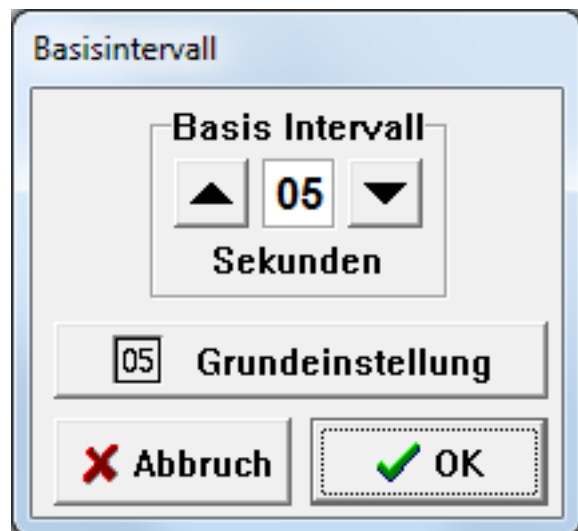 Basisintervall
Basis Intervall
05
Sekunden
05 Grundeinstellung
Abbruch OK